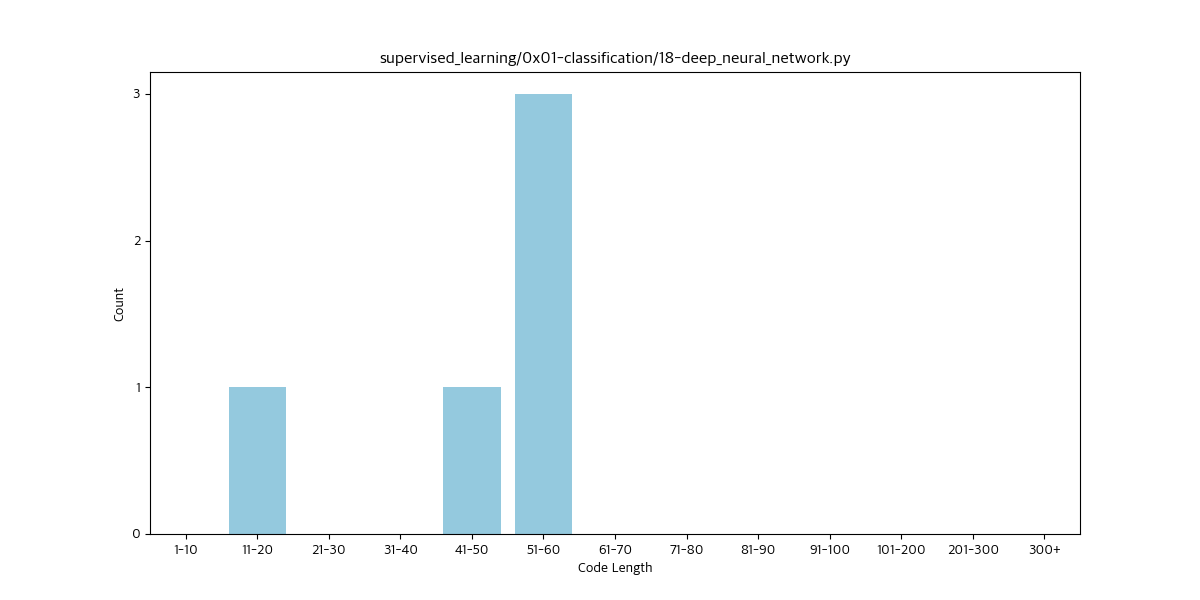 supervised_learning/0x01-classification/18-deep_neural_network.py
3
2
1
0
Count
1-10 11-20 21-30 31-40 41-50 51-60 61-70 71-80 81-90 91-100 101-200 201-300 300+
Code Length